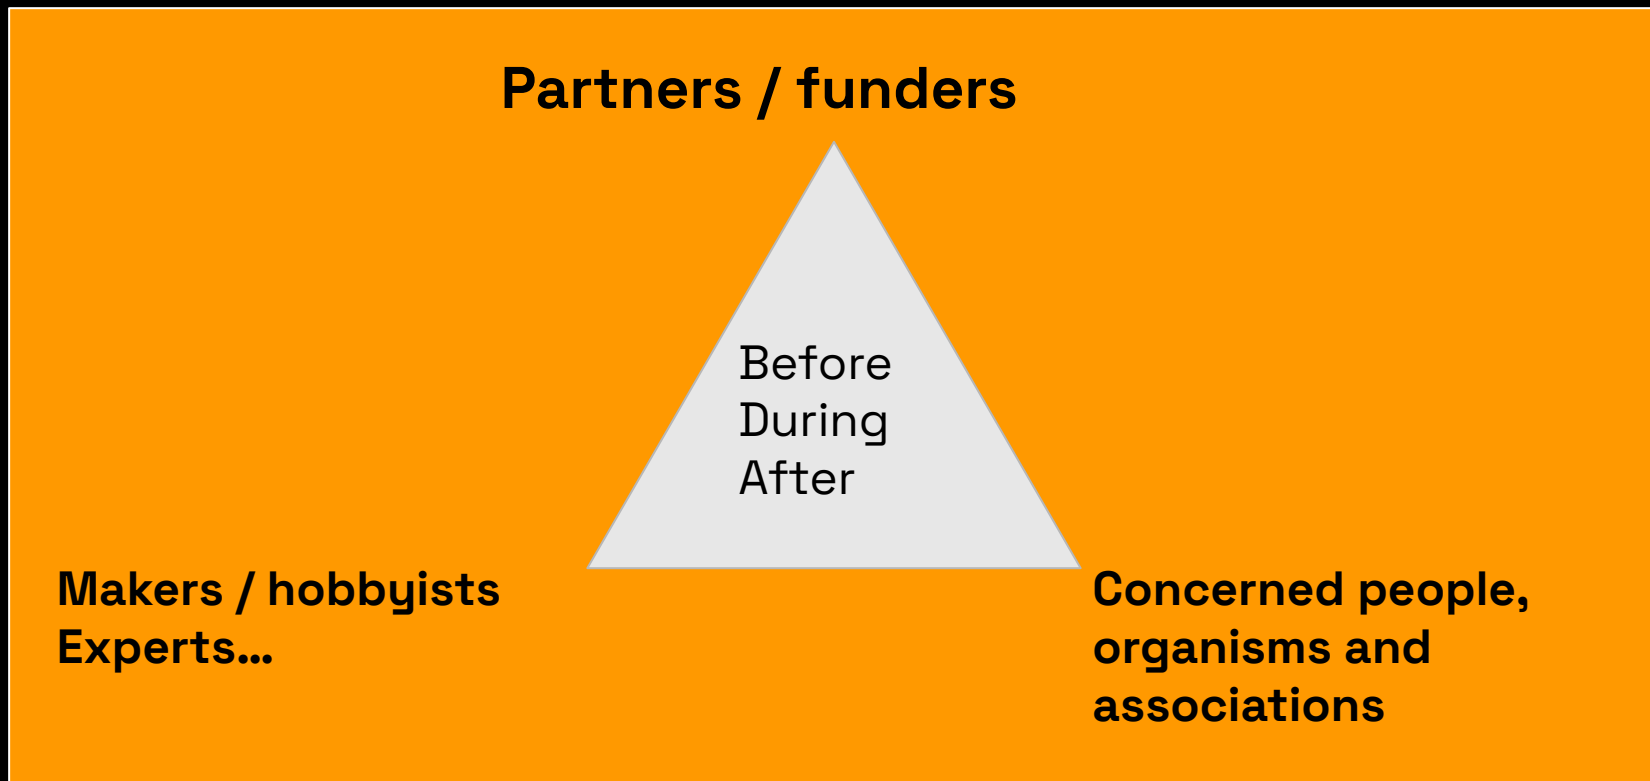 Partners / funders
Before
During
After
Makers / hobbyists
Experts...
Concerned people,
organisms and
associations